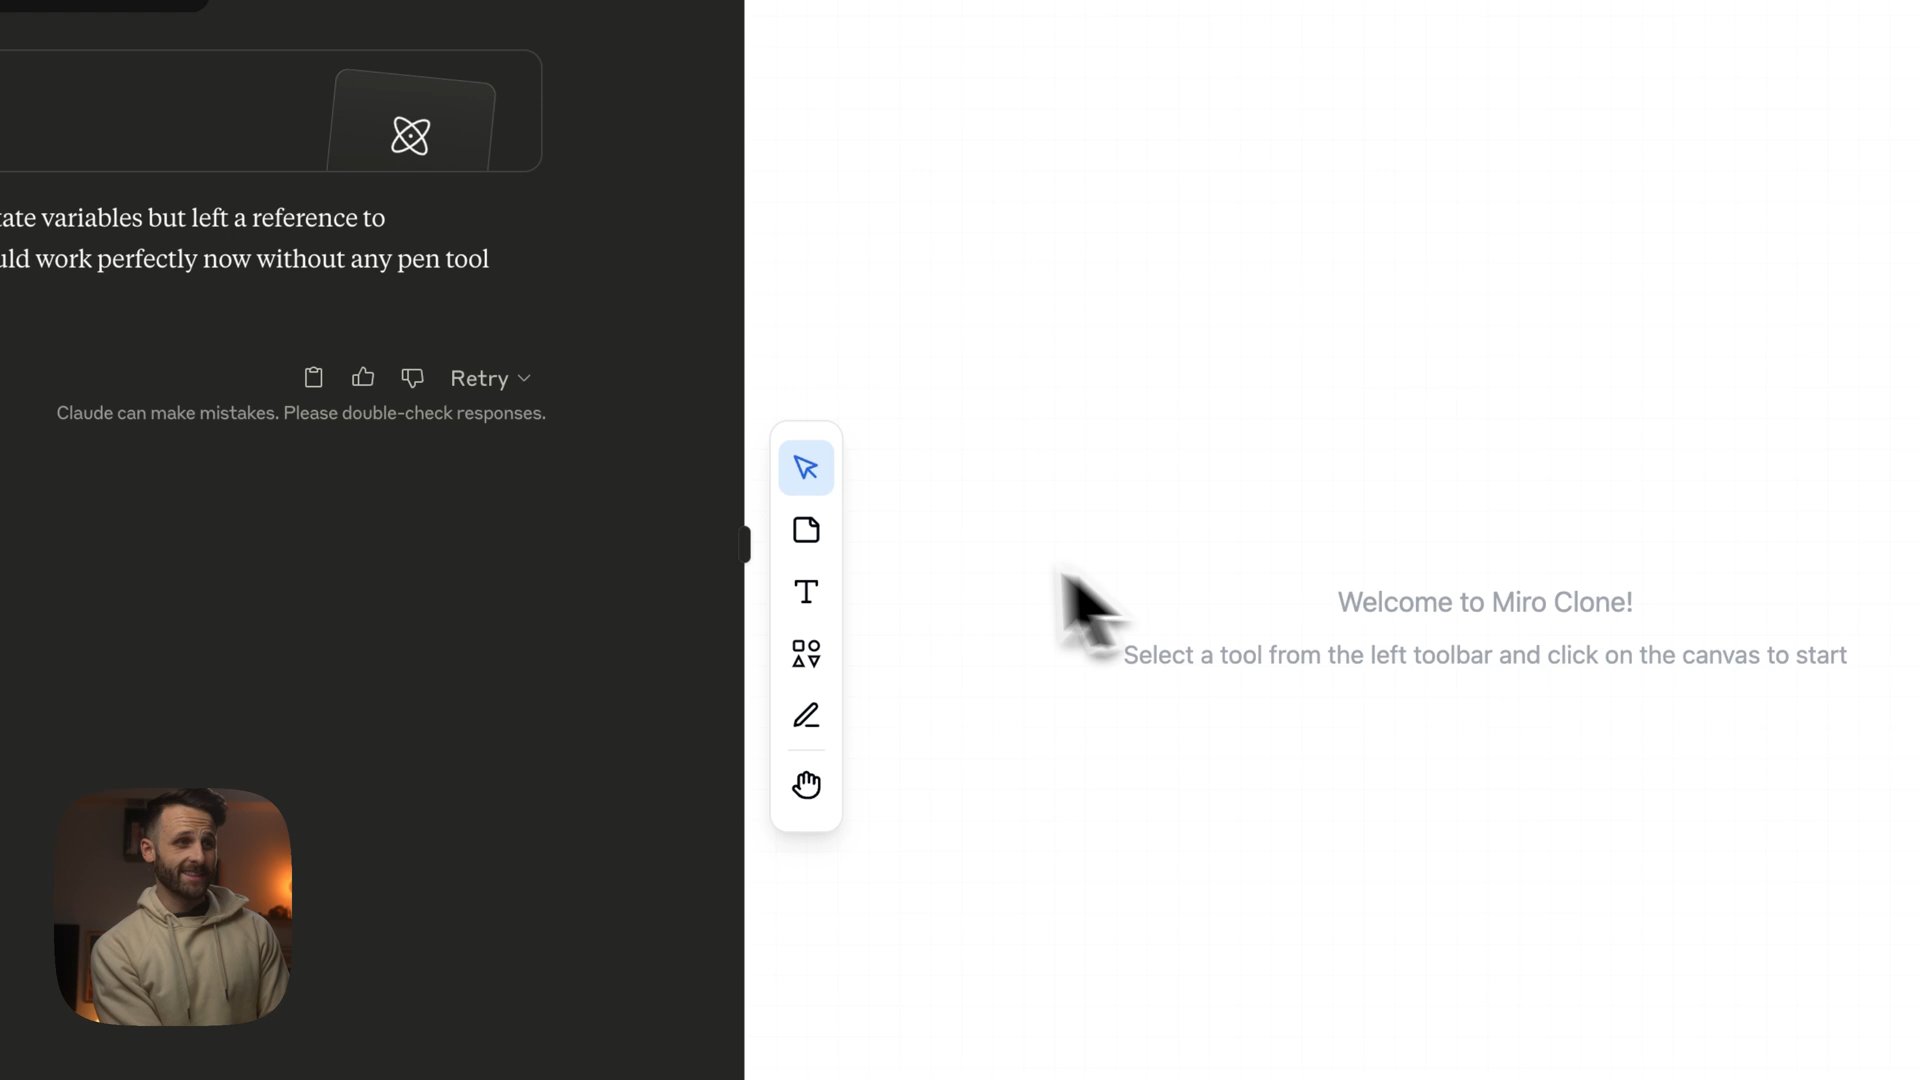 tate variables but left a reference to
uld work perfectly now without any pen tool
Retry
Claude can make mistakes. Please double-check responses.
T
Welcome to Miro Clone!
Select a tool from the left toolbar and click on the canvas to start